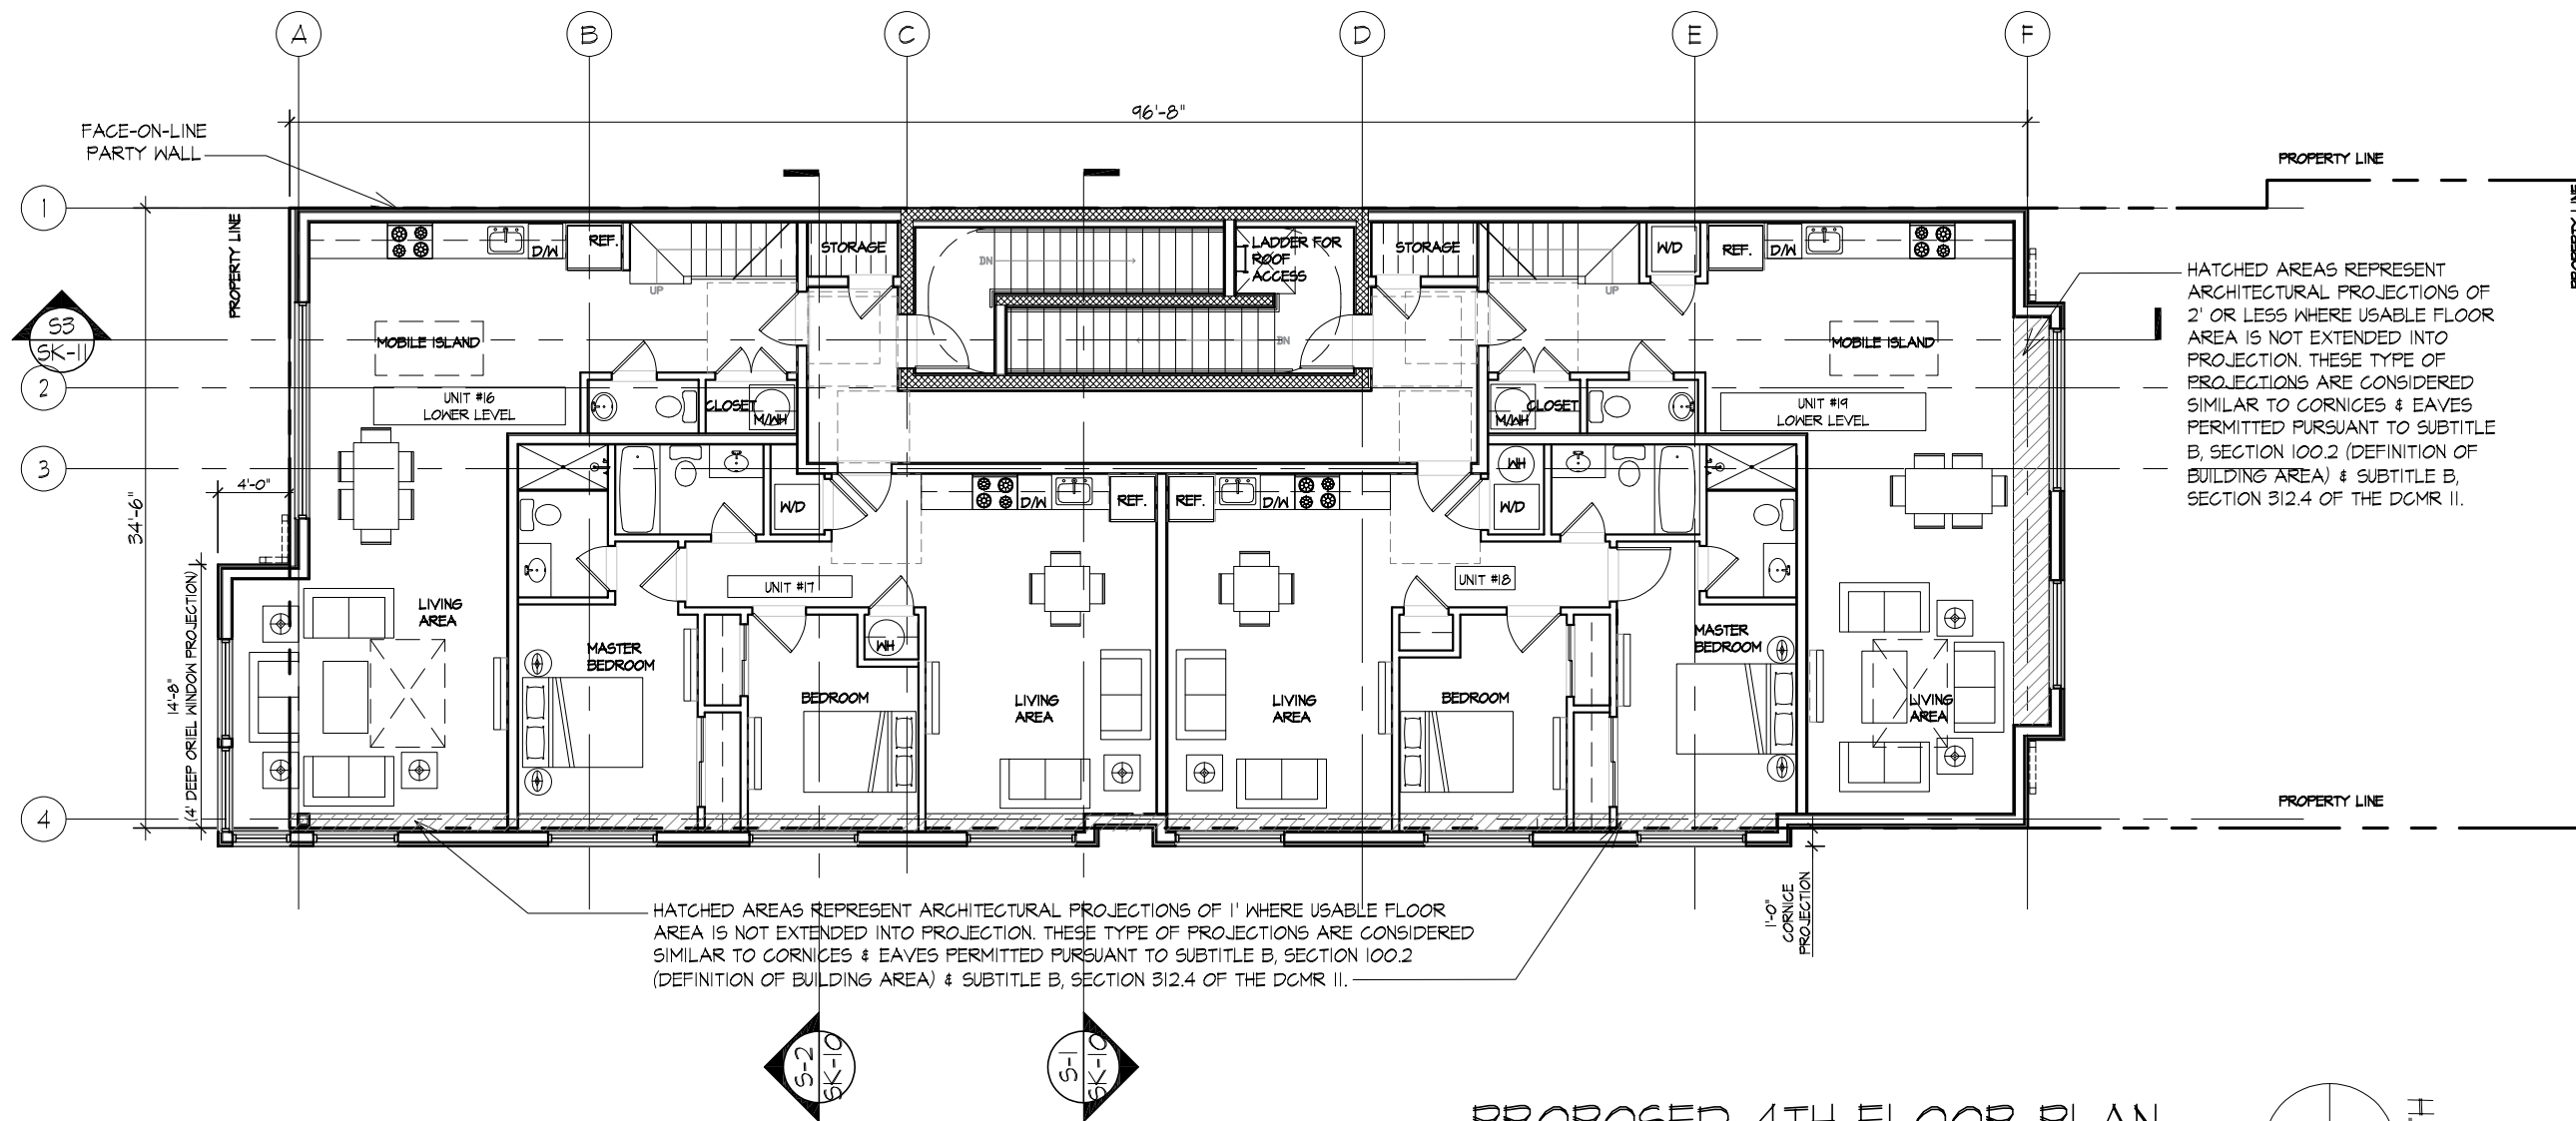 A
B
C
D
E
F
96'-8"
FACE-ON-LINE
PARTY WALL
PROPERTY LINE
PROPERTY LINE
PROPERTY LINE
1
S3
SK-11
2
3
4
34'-6"
4'-0"
14'-8"
(4' DEEP ORIEL WINDOW PROJECTION)
D/W
REF.
UP
STORAGE
DN
LADDER FOR
ROOF
ACCESS
DN
STORAGE
UP
W/D
REF.
D/W
MOBILE ISLAND
UNIT #16
LOWER LEVEL
CLOSET
M/WH
M/WH
CLOSET
MOBILE ISLAND
UNIT #19
LOWER LEVEL
HATCHED AREAS REPRESENT
ARCHITECTURAL PROJECTIONS OF
2' OR LESS WHERE USABLE FLOOR
AREA IS NOT EXTENDED INTO
PROJECTION. THESE TYPE OF
PROJECTIONS ARE CONSIDERED
SIMILAR TO CORNICES & EAVES
PERMITTED PURSUANT TO SUBTITLE
B, SECTION 100.2 (DEFINITION OF
BUILDING AREA) & SUBTITLE B,
SECTION 312.4 OF THE DCMR 11.
W/D
D/W
REF.
REF.
D/W
WH
W/D
UNIT #17
UNIT #18
LIVING
AREA
MASTER
BEDROOM
WH
BEDROOM
LIVING
AREA
LIVING
AREA
BEDROOM
MASTER
BEDROOM
LIVING
AREA
PROPERTY LINE
1'-0"
CORNICE
PROJECTION
HATCHED AREAS REPRESENT ARCHITECTURAL PROJECTIONS OF 1' WHERE USABLE FLOOR
AREA IS NOT EXTENDED INTO PROJECTION. THESE TYPE OF PROJECTIONS ARE CONSIDERED
SIMILAR TO CORNICES & EAVES PERMITTED PURSUANT TO SUBTITLE B, SECTION 100.2
(DEFINITION OF BUILDING AREA) & SUBTITLE B, SECTION 312.4 OF THE DCMR 11.
S-2
SK-10
S-1
SK-10
PROPOSED 4TH FLOOR PLAN